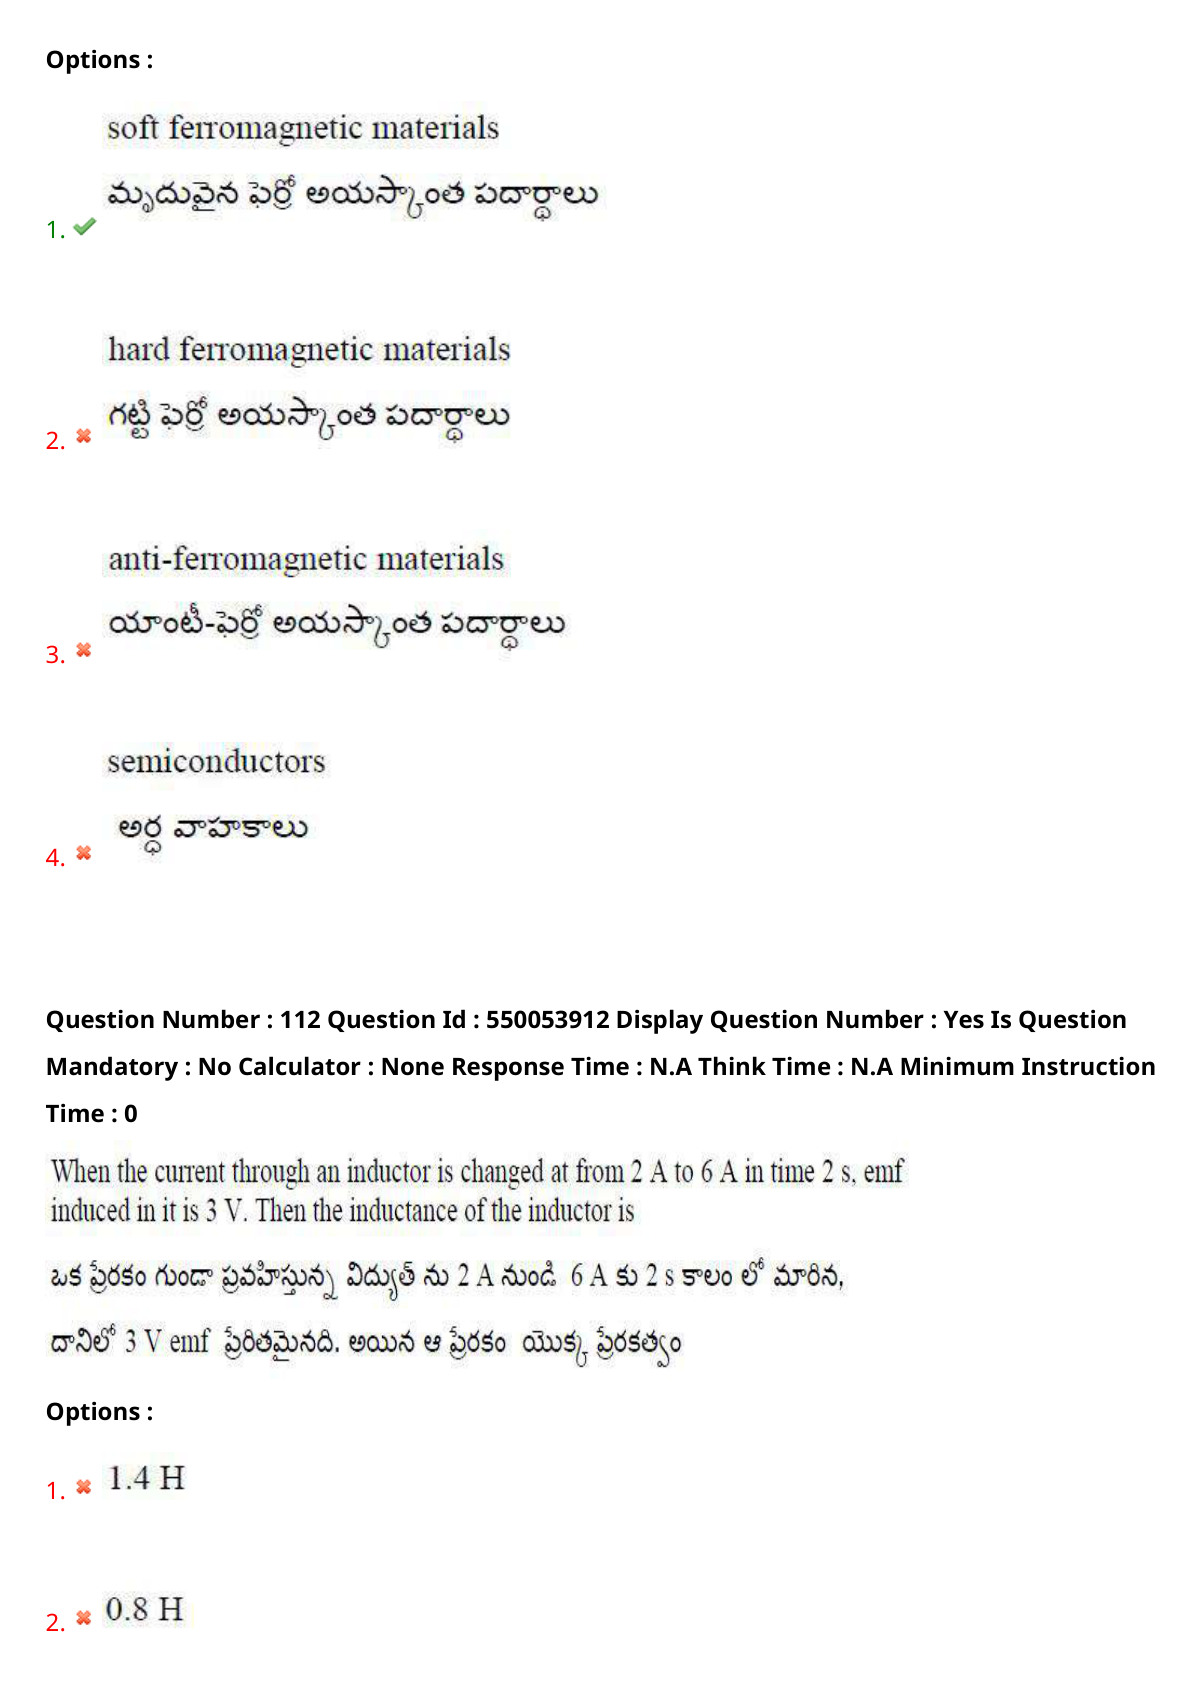 Options :
soft ferromagnetic materials
మృదువైన ఫెర్రో అయస్కాంత పదార్థాలు
1.
hard ferromagnetic materials
గట్టి ఫెర్రో అయస్కాంత పదార్థాలు
2.
anti-ferromagnetic materials
యాంటీ-ఫెర్రో అయస్కాంత పదార్థాలు
3.
semiconductors
అర్ధ వాహకాలు
4.
Question Number : 112 Question Id : 550053912 Display Question Number : Yes Is Question
Mandatory : No Calculator : None Response Time : N.A Think Time : N.A Minimum Instruction
Time : 0
When the current through an inductor is changed at from 2 A to 6 A in time 2 s, emf
induced in it is 3 V. Then the inductance of the inductor is
ఒక ప్రేరకం గుండా ప్రవహిస్తున్న విద్యుత్ ను 2 A నుండి 6 A కు 2 s కాలం లో మారిన,
దానిలో 3 V emf ప్రేరితమైనది. అయిన ఆ ప్రేరకం యొక్క ప్రేరకత్వం
Options :
1. 1.4 H
2. 0.8 H